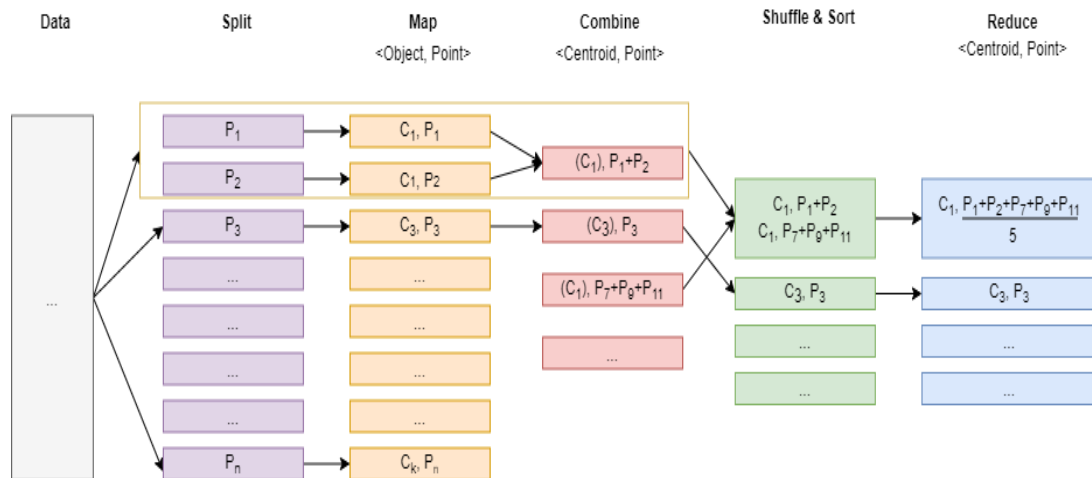 Data
Split
Map
<Object, Point>
Combine
<Centroid, Point>
Shuffle & Sort
Reduce
<Centroid, Point>
...
P₁
P₂
P₃
...
...
...
...
Pₙ
C₁, P₁
C₁, P₂
C₃, P₃
...
...
...
...
Cₖ, Pₙ
(C₁), P₁+P₂
(C₃), P₃
(C₁), P₇+P₉+P₁₁
...
C₁, P₁+P₂
C₁, P₇+P₉+P₁₁
C₃, P₃
...
...
C₁, P₁+P₂+P₇+P₉+P₁₁
5
C₃, P₃
...
...